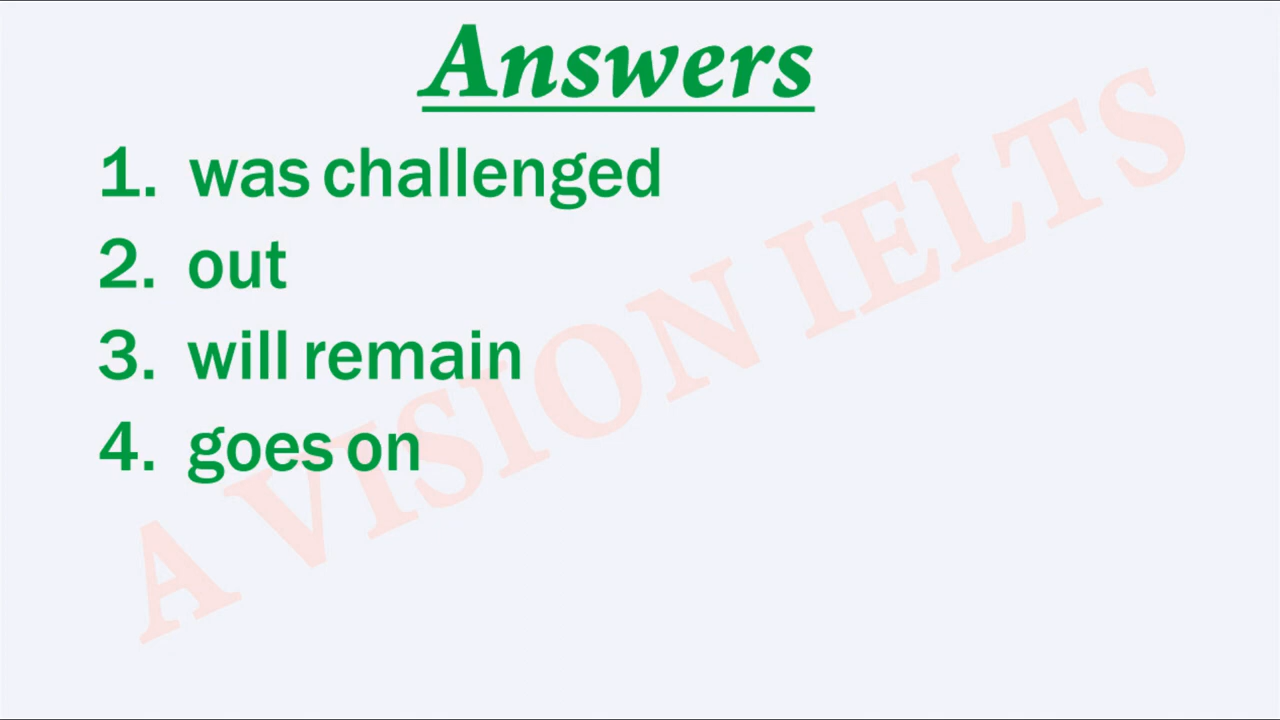 Answers
1. was challenged
2. out
3. will remain
4. goes on
A VISION IELTS